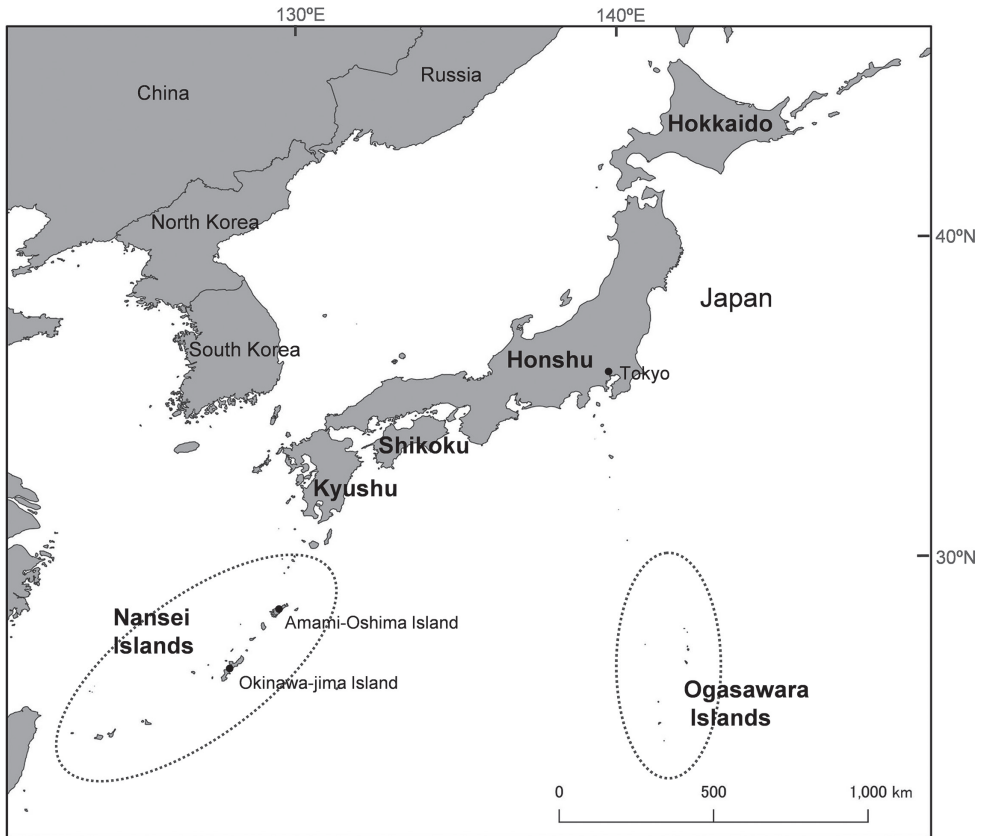 130ºE
140ºE
Russia
China
Hokkaido
North Korea
40ºN
Japan
South Korea
Honshu
Tokyo
Shikoku
Kyushu
30ºN
Nansei
Islands
Amami-Oshima Island
Okinawa-jima Island
Ogasawara
Islands
0
500
1,000 km